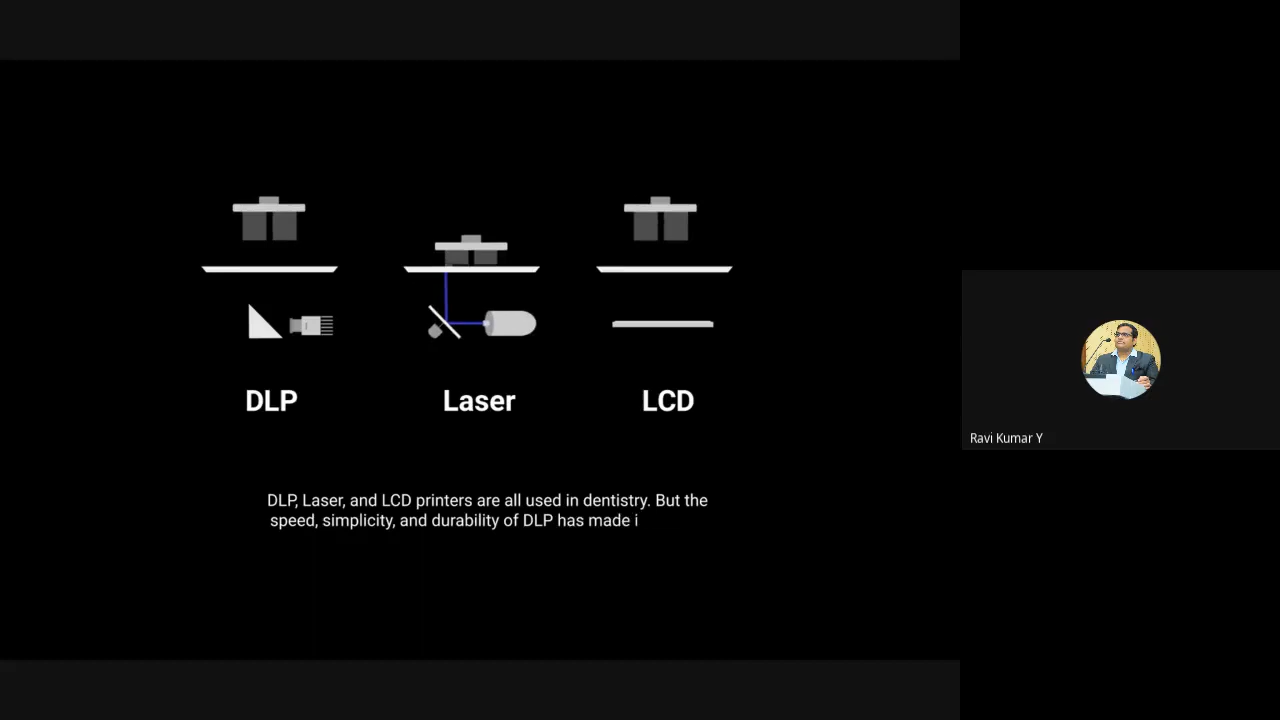 DLP
Laser
LCD
DLP, Laser, and LCD printers are all used in dentistry. But the
speed, simplicity, and durability of DLP has made i
Ravi Kumar Y